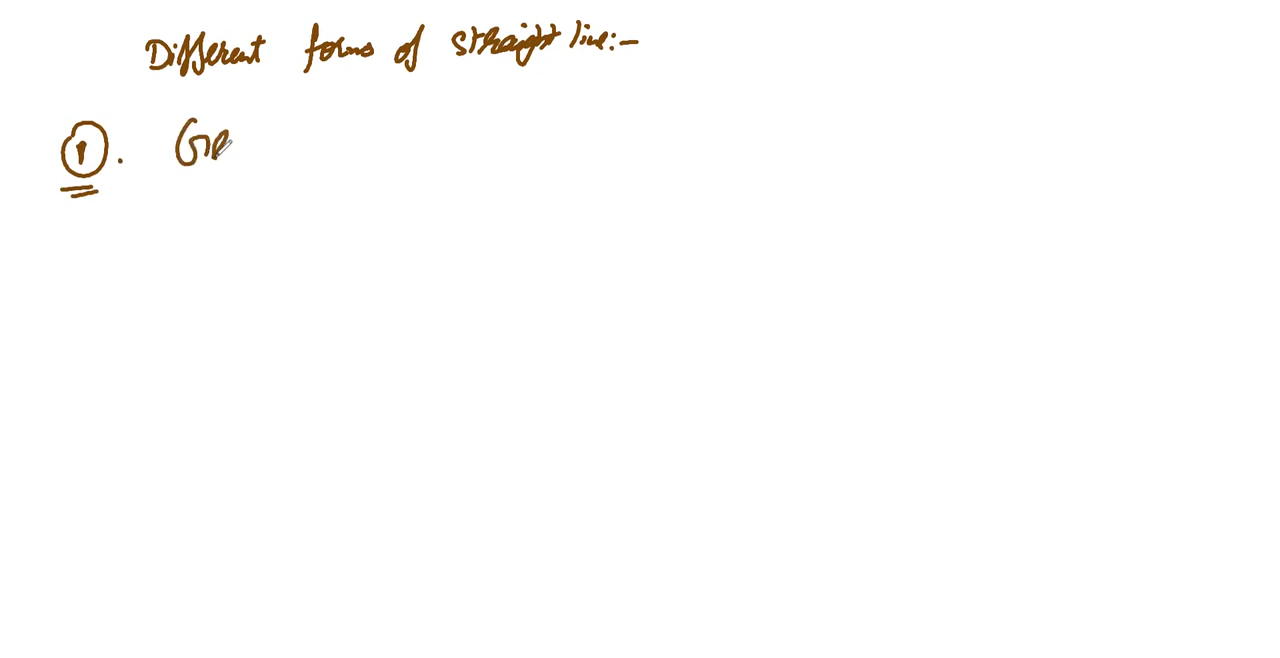 Different forms of straight line:-
①. Ge